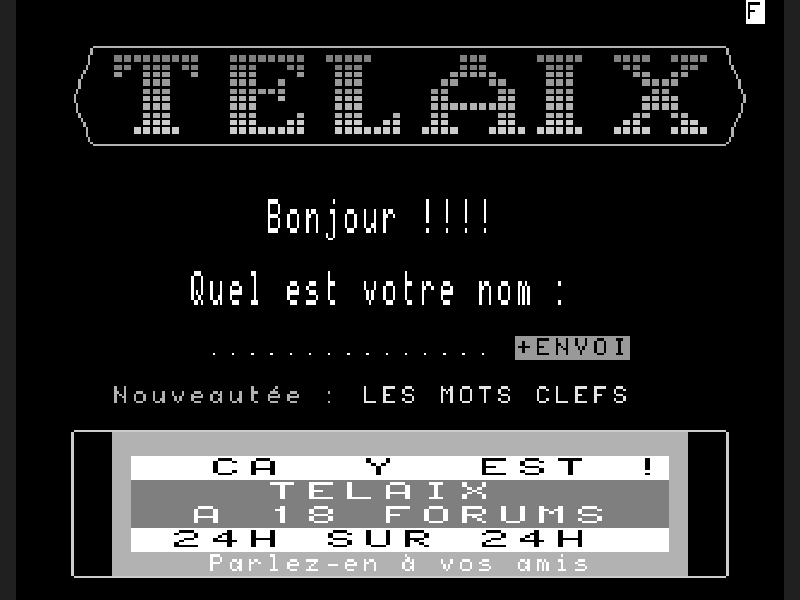 F
TELAIX
Bonjour !!!!
Quel est votre nom :
............... +ENVOI
Nouveautée : LES MOTS CLEFS
CA Y EST !
TELAIX
A 18 FORUMS
24H SUR 24H
Parlez-en à vos amis